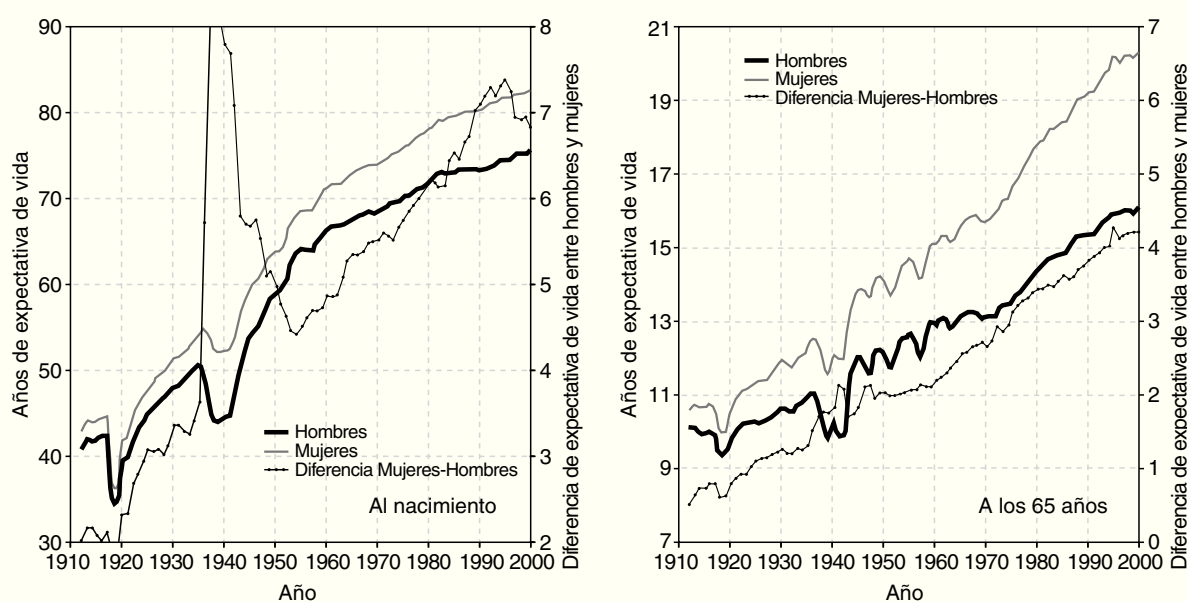 90
80
70
60
50
40
30
8
7
6
5
4
3
2
1910 1920 1930 1940 1950 1960 1970 1980 1990 2000
Años de expectativa de vida
Diferencia de expectativa de vida entre hombres y mujeres
Año
Hombres
Mujeres
Diferencia Mujeres-Hombres
Al nacimiento
21
19
17
15
13
11
9
7
7
6
5
4
3
2
1
0
1910 1920 1930 1940 1950 1960 1970 1980 1990 2000
Años de expectativa de vida
Diferencia de expectativa de vida entre hombres y mujeres
Año
Hombres
Mujeres
Diferencia Mujeres-Hombres
A los 65 años